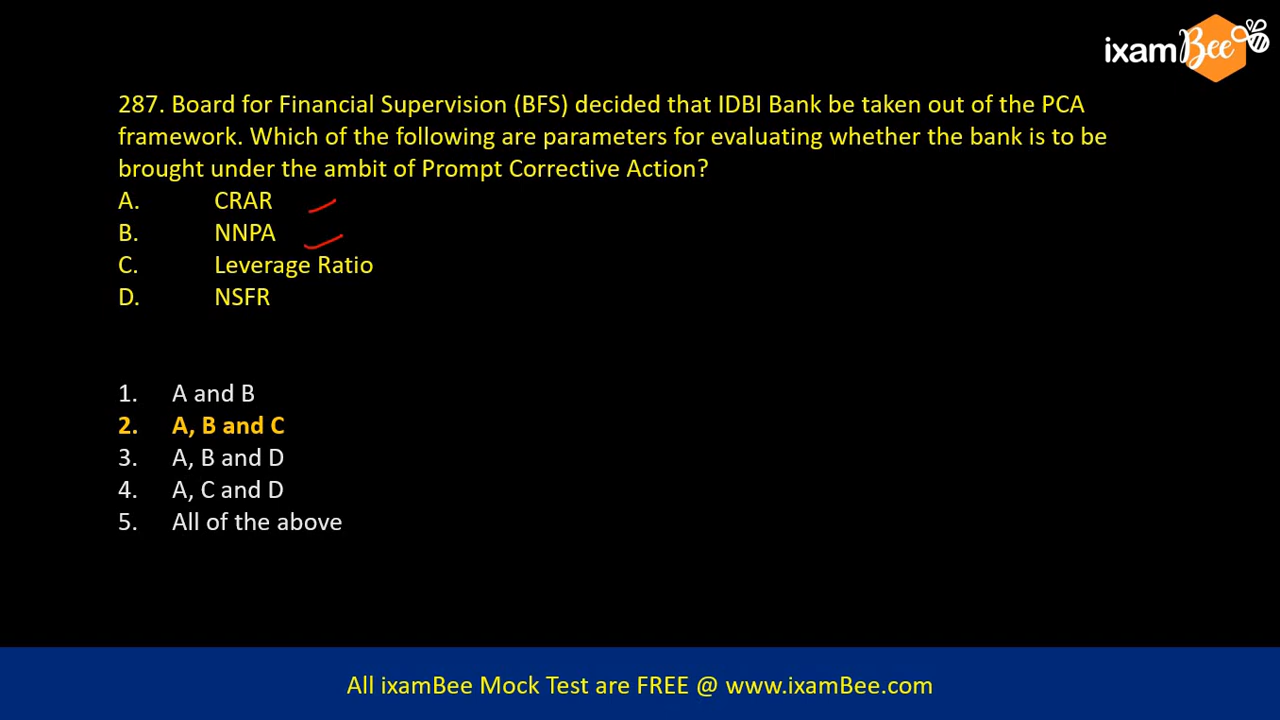 ixamBee
287. Board for Financial Supervision (BFS) decided that IDBI Bank be taken out of the PCA
framework. Which of the following are parameters for evaluating whether the bank is to be
brought under the ambit of Prompt Corrective Action?
A. CRAR
B. NNPA
C. Leverage Ratio
D. NSFR
1. A and B
2. A, B and C
3. A, B and D
4. A, C and D
5. All of the above
All ixamBee Mock Test are FREE @ www.ixamBee.com